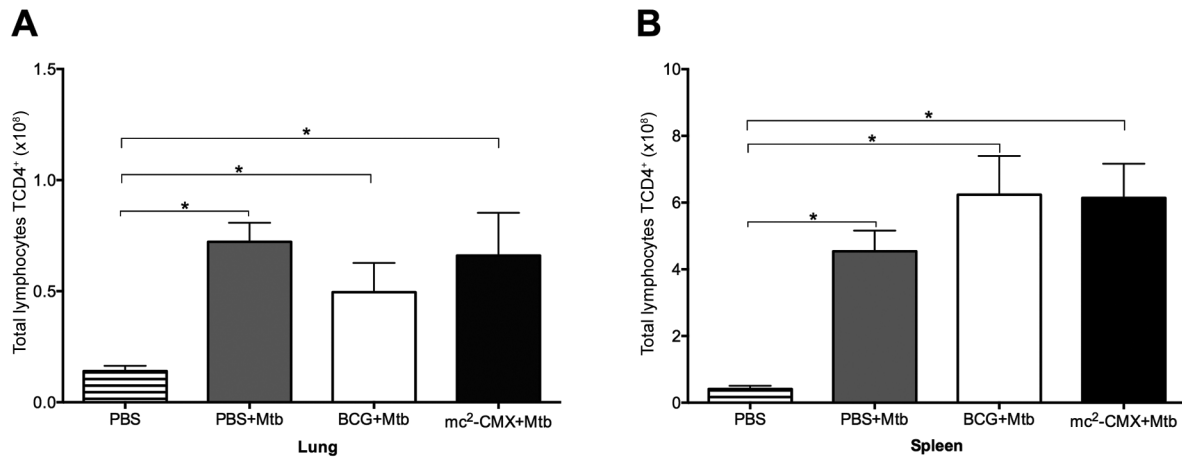 A
Total lymphocytes TCD4⁺ (x10⁸)
1.5
1.0
0.5
0.0
*
*
*
PBS
PBS+Mtb
BCG+Mtb
mc²-CMX+Mtb
Lung
B
Total lymphocytes TCD4⁺ (x10⁸)
10
8
6
4
2
0
*
*
*
PBS
PBS+Mtb
BCG+Mtb
mc²-CMX+Mtb
Spleen